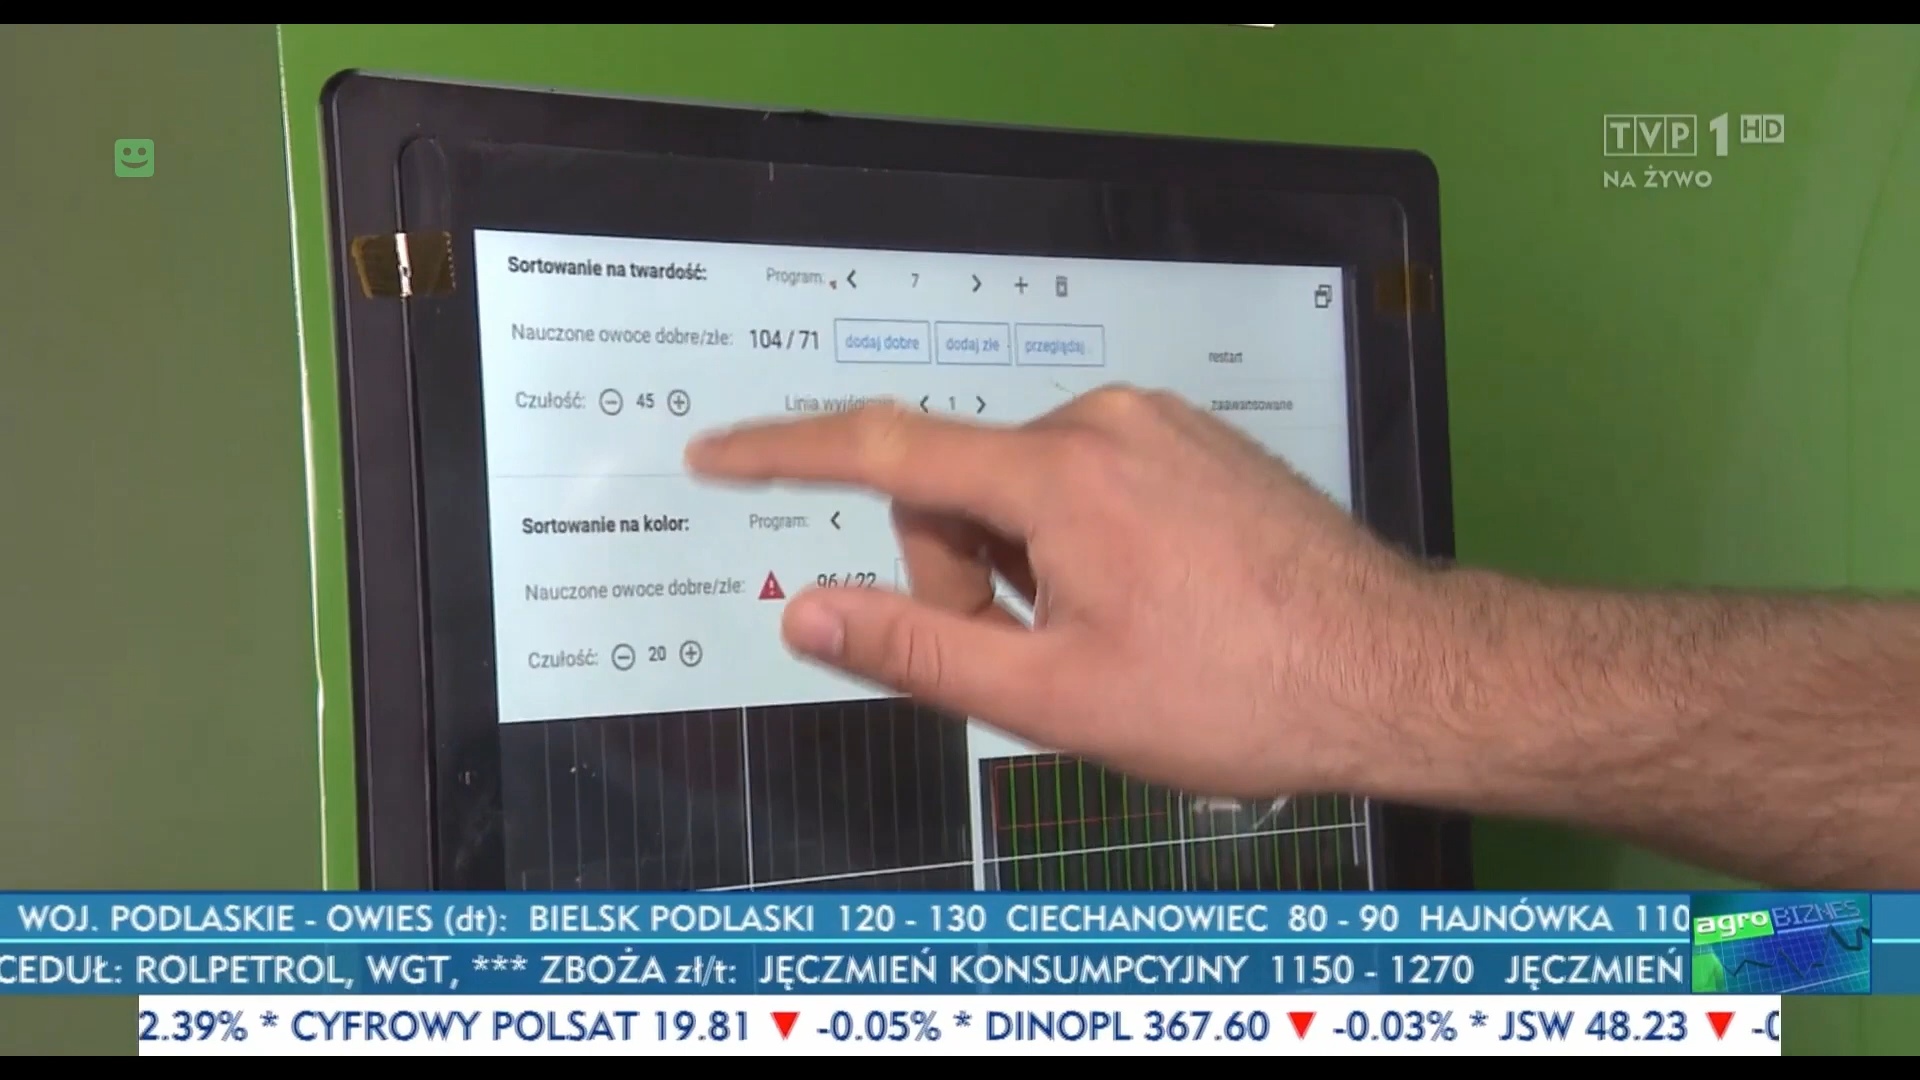 TVP 1 HD
NA ŻYWO
Sortowanie na twardość: Program: < 7 > +
Nauczone owoce dobre/złe: 104 / 71 dodaj dobre dodaj złe przeglądaj
restart
Czułość: 45 Linia < 1 > zaawansowane
Sortowanie na kolor: Program: <
Nauczone owoce dobre/złe: 96 / 22
Czułość: 20
WOJ. PODLASKIE - OWIES (dt): BIELSK PODLASKI 120 - 130 CIECHANOWIEC 80 - 90 HAJNÓWKA 110
agro BIZNES
CEDUŁ: ROLPETROL, WGT, *** ZBOŻA zł/t: JĘCZMIEŃ KONSUMPCYJNY 1150 - 1270 JĘCZMIEŃ
2.39% * CYFROWY POLSAT 19.81 ▼ -0.05% * DINOPL 367.60 ▼ -0.03% * JSW 48.23 ▼ -0